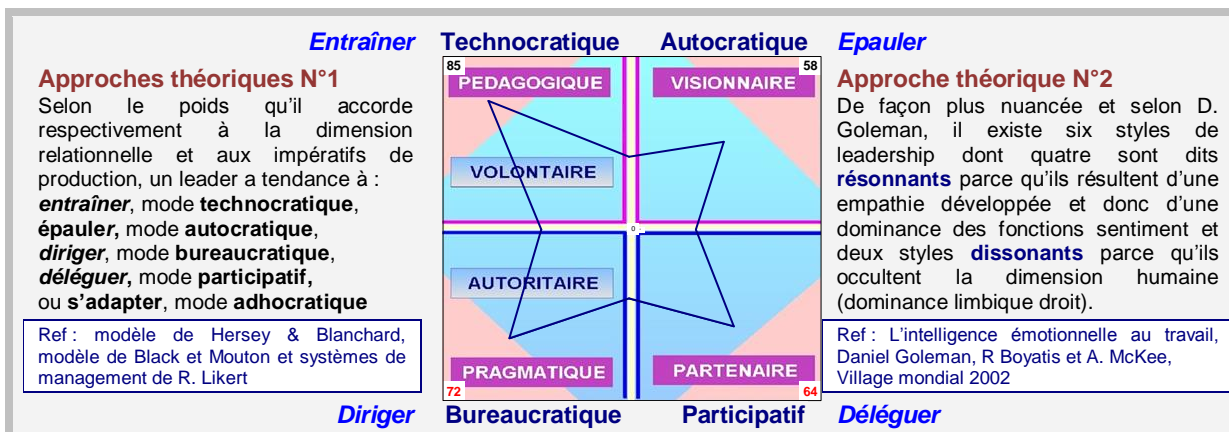 Entraîner Technocratique Autocratique Epauler
Approches théoriques N°1
Selon le poids qu'il accorde
respectivement à la dimension
relationnelle et aux impératifs de
production, un leader a tendance à :
entraîner, mode technocratique,
épauler, mode autocratique,
diriger, mode bureaucratique,
déléguer, mode participatif,
ou s'adapter, mode adhocratique
Ref : modèle de Hersey & Blanchard,
modèle de Black et Mouton et systèmes de
management de R. Likert
85 58
PEDAGOGIQUE VISIONNAIRE
VOLONTAIRE
0
AUTORITAIRE
PRAGMATIQUE PARTENAIRE
72 64
Approche théorique N°2
De façon plus nuancée et selon D.
Goleman, il existe six styles de
leadership dont quatre sont dits
résonnants parce qu'ils résultent d'une
empathie développée et donc d'une
dominance des fonctions sentiment et
deux styles dissonants parce qu'ils
occultent la dimension humaine
(dominance limbique droit).
Ref : L'intelligence émotionnelle au travail,
Daniel Goleman, R Boyatis et A. McKee,
Village mondial 2002
Diriger Bureaucratique Participatif Déléguer